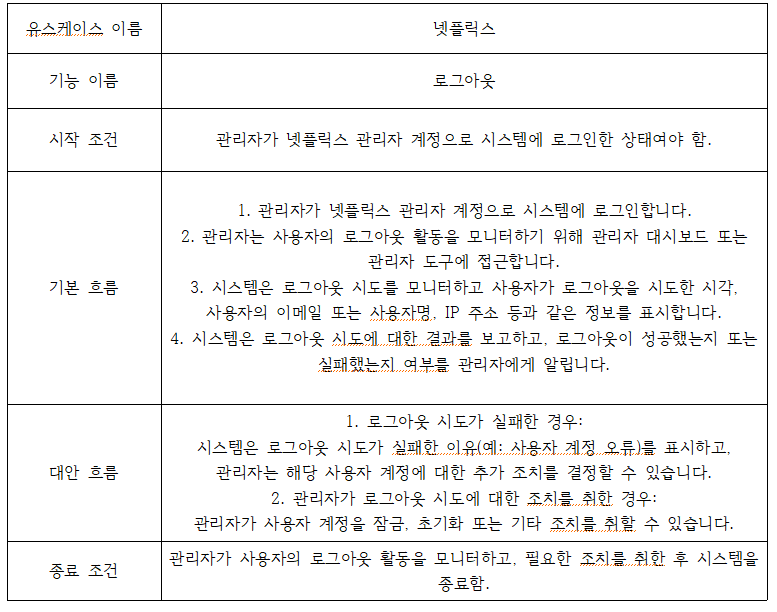 유스케이스 이름
넷플릭스
기능 이름
로그아웃
시작 조건
관리자가 넷플릭스 관리자 계정으로 시스템에 로그인한 상태여야 함.
기본 흐름
1. 관리자가 넷플릭스 관리자 계정으로 시스템에 로그인합니다.
2. 관리자는 사용자의 로그아웃 활동을 모니터하기 위해 관리자 대시보드 또는
관리자 도구에 접근합니다.
3. 시스템은 로그아웃 시도를 모니터하고 사용자가 로그아웃을 시도한 시각,
사용자의 이메일 또는 사용자명, IP 주소 등과 같은 정보를 표시합니다.
4. 시스템은 로그아웃 시도에 대한 결과를 보고하고, 로그아웃이 성공했는지 또는
실패했는지 여부를 관리자에게 알립니다.
대안 흐름
1. 로그아웃 시도가 실패한 경우:
시스템은 로그아웃 시도가 실패한 이유(예: 사용자 계정 오류)를 표시하고,
관리자는 해당 사용자 계정에 대한 추가 조치를 결정할 수 있습니다.
2. 관리자가 로그아웃 시도에 대한 조치를 취한 경우:
관리자가 사용자 계정을 잠금, 초기화 또는 기타 조치를 취할 수 있습니다.
종료 조건
관리자가 사용자의 로그아웃 활동을 모니터하고, 필요한 조치를 취한 후 시스템을
종료함.